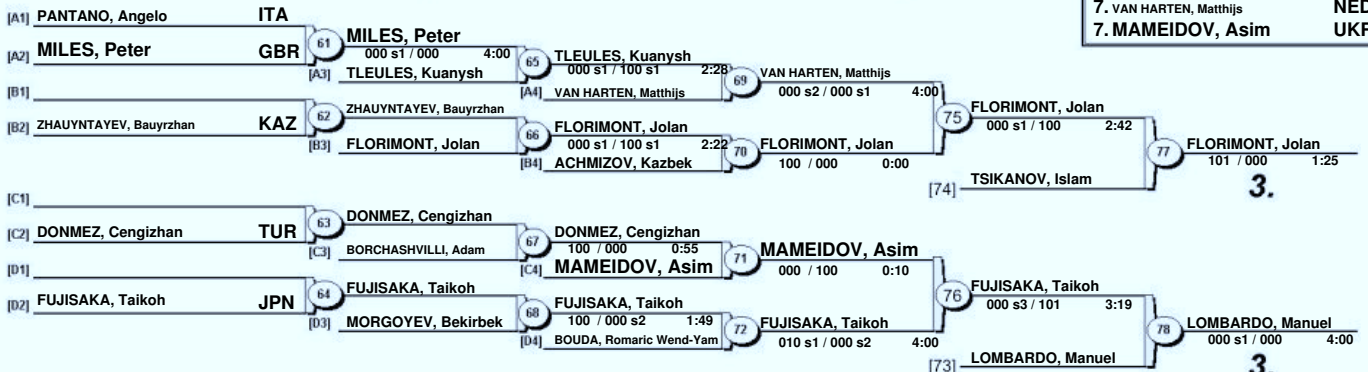 7. VAN HARTEN, Matthijs NED
7. MAMEIDOV, Asim UKR
[A1] PANTANO, Angelo ITA
[A2] MILES, Peter GBR
61 MILES, Peter
000 s1 / 000 4:00
[A3] TLEULES, Kuanysh
65 TLEULES, Kuanysh
000 s1 / 100 s1 2:28
[A4] VAN HARTEN, Matthijs
69 VAN HARTEN, Matthijs
000 s2 / 000 s1 4:00
[B1]
[B2] ZHAUYNTAYEV, Bauyrzhan KAZ
62 ZHAUYNTAYEV, Bauyrzhan
[B3] FLORIMONT, Jolan
66 FLORIMONT, Jolan
000 s1 / 100 s1 2:22
[B4] ACHMIZOV, Kazbek
70 FLORIMONT, Jolan
100 / 000 0:00
75 FLORIMONT, Jolan
000 s1 / 100 2:42
[74] TSIKANOV, Islam
77 FLORIMONT, Jolan
101 / 000 1:25
3.
[C1]
[C2] DONMEZ, Cengizhan TUR
63 DONMEZ, Cengizhan
[C3] BORCHASHVILLI, Adam
67 DONMEZ, Cengizhan
100 / 000 0:55
[C4] MAMEIDOV, Asim
71 MAMEIDOV, Asim
000 / 100 0:10
[D1]
[D2] FUJISAKA, Taikoh JPN
64 FUJISAKA, Taikoh
[D3] MORGOYEV, Bekirbek
68 FUJISAKA, Taikoh
100 / 000 s2 1:49
[D4] BOUDA, Romaric Wend-Yam
72 FUJISAKA, Taikoh
010 s1 / 000 s2 4:00
76 FUJISAKA, Taikoh
000 s3 / 101 3:19
[73] LOMBARDO, Manuel
78 LOMBARDO, Manuel
000 s1 / 000 4:00
3.